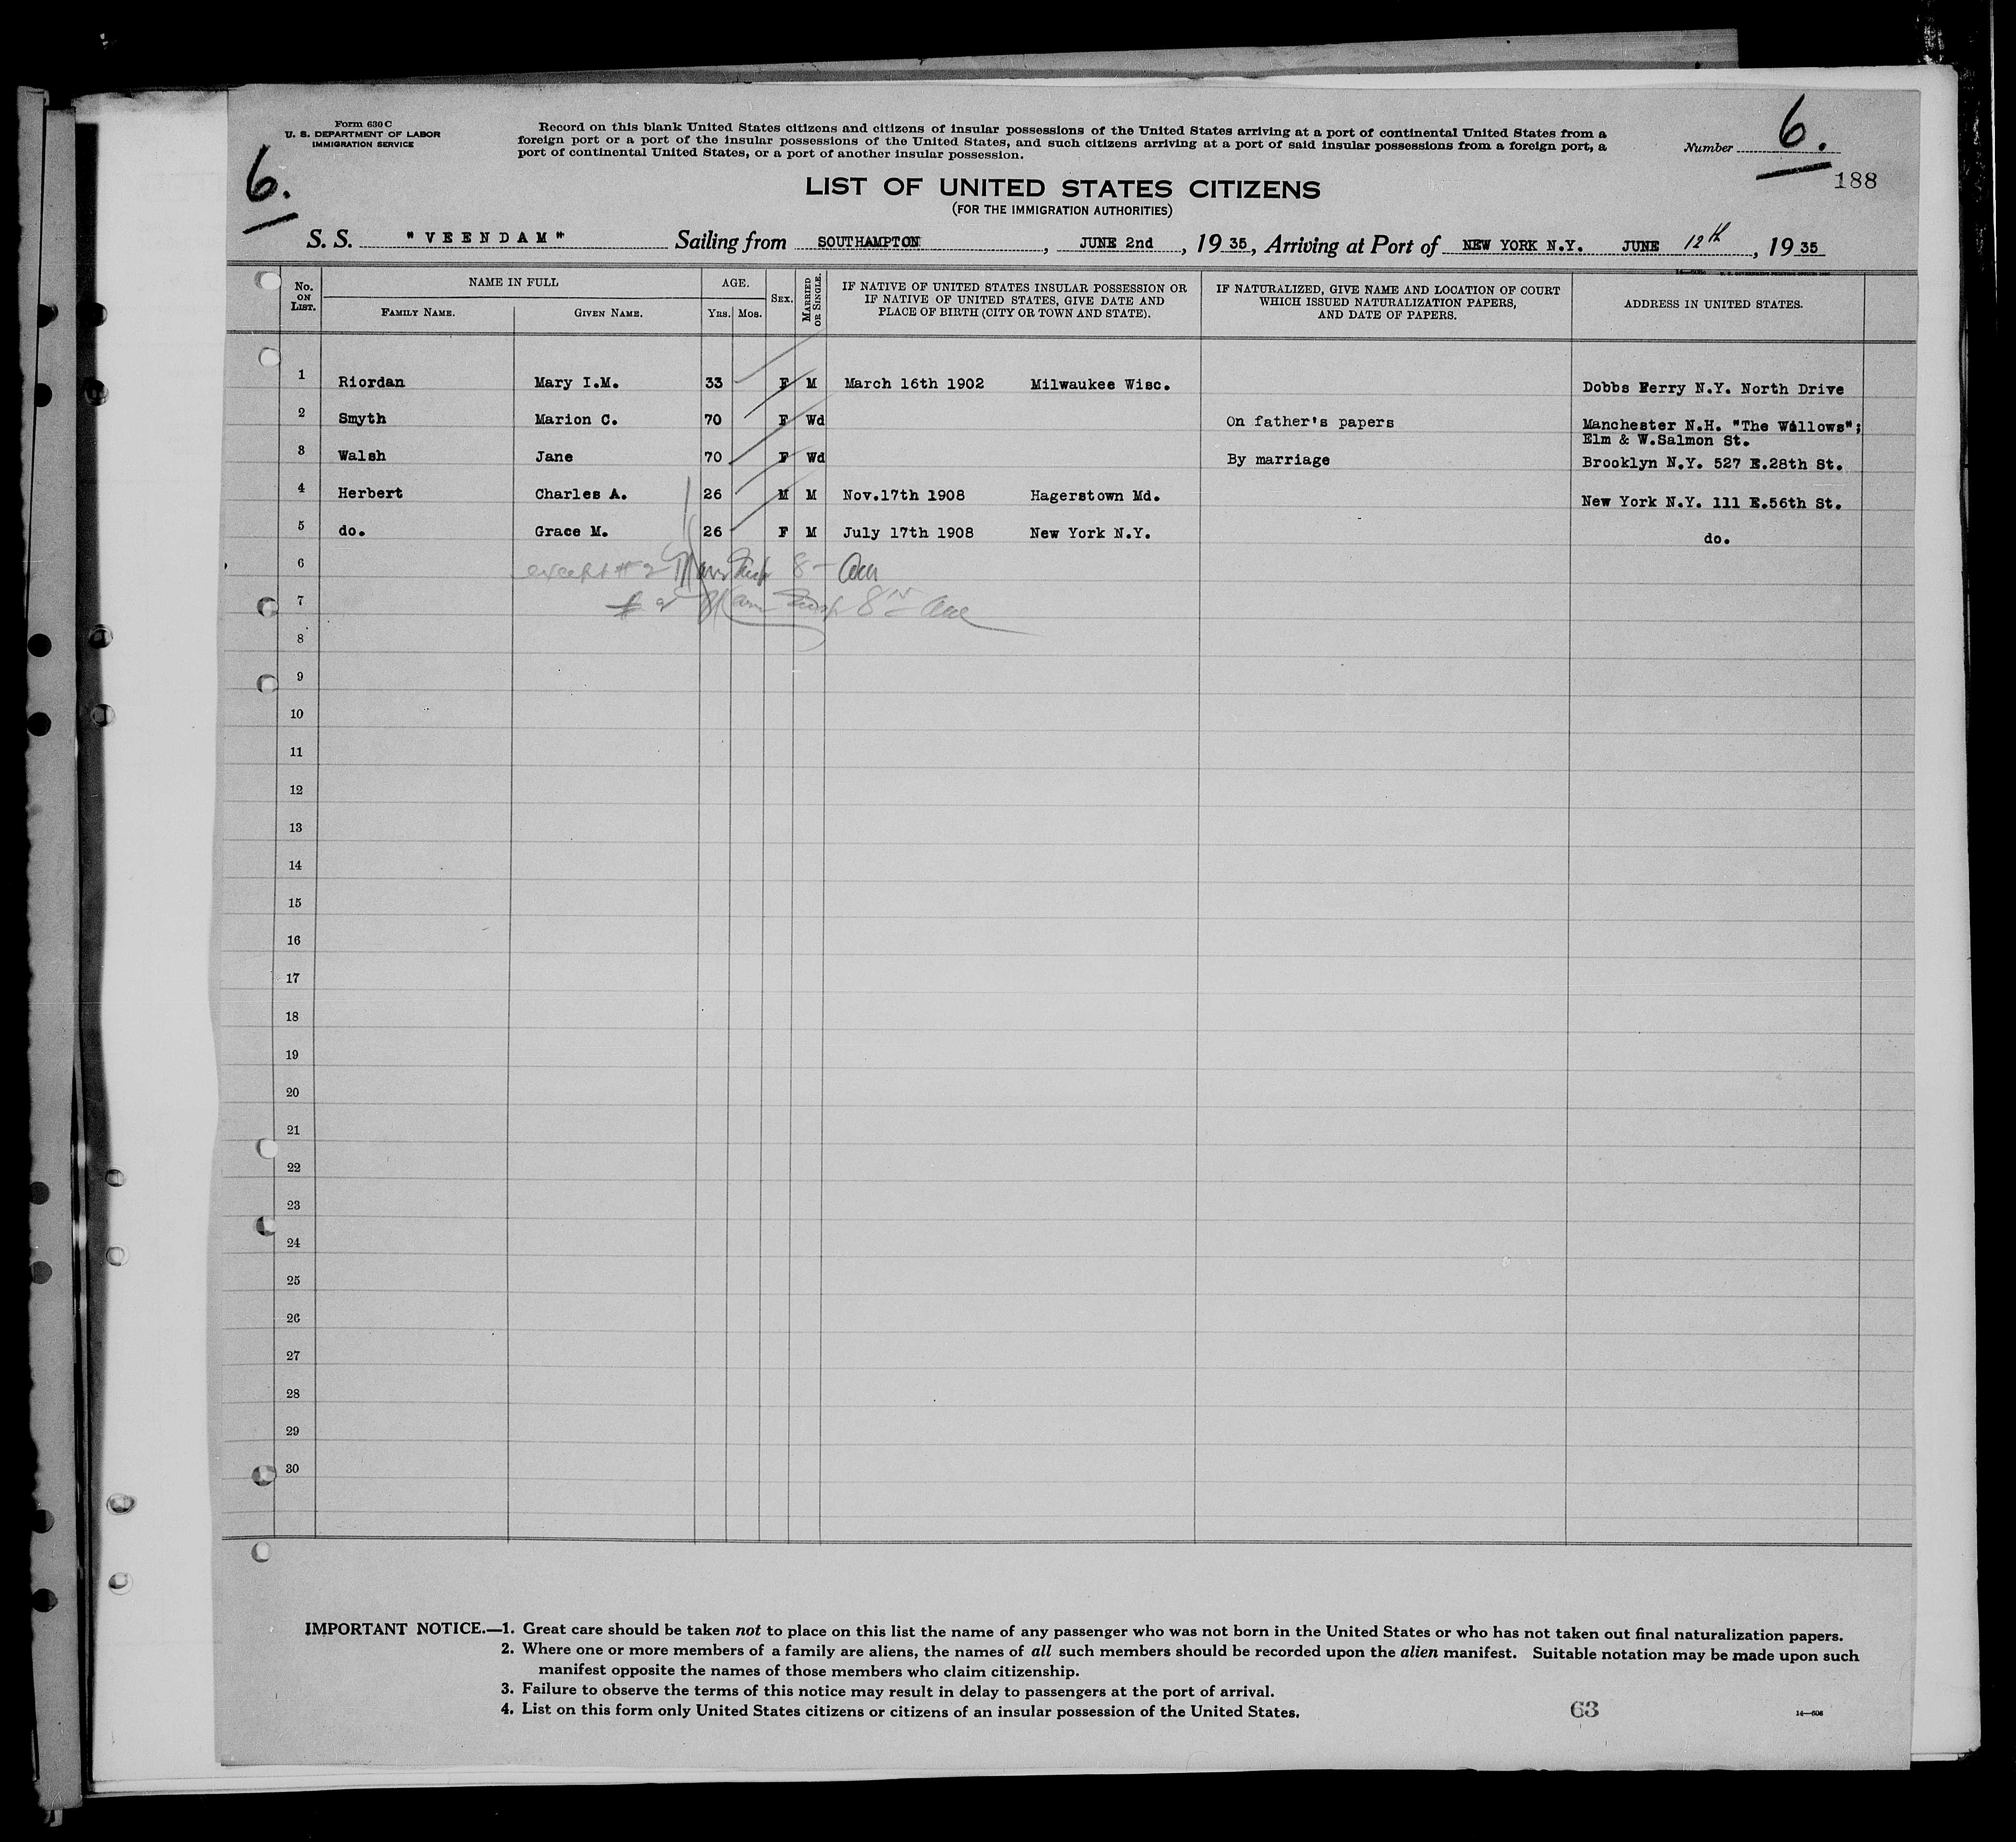 Form 630 C
U. S. DEPARTMENT OF LABOR
IMMIGRATION SERVICE
6.
Record on this blank United States citizens and citizens of insular possessions of the United States arriving at a port of continental United States from a
foreign port or a port of the insular possessions of the United States, and such citizens arriving at a port of said insular possessions from a foreign port, a
port of continental United States, or a port of another insular possession.
Number 6.
188
LIST OF UNITED STATES CITIZENS
(FOR THE IMMIGRATION AUTHORITIES)
S. S. "VEENDAM" Sailing from SOUTHAMPTON, JUNE 2nd, 19 35, Arriving at Port of NEW YORK N.Y. JUNE 12th, 19 35
No. ON LIST. NAME IN FULL FAMILY NAME. GIVEN NAME. AGE. YRS. MOS. SEX. MARRIED OR SINGLE. IF NATIVE OF UNITED STATES INSULAR POSSESSION OR IF NATIVE OF UNITED STATES, GIVE DATE AND PLACE OF BIRTH (CITY OR TOWN AND STATE). IF NATURALIZED, GIVE NAME AND LOCATION OF COURT WHICH ISSUED NATURALIZATION PAPERS, AND DATE OF PAPERS. ADDRESS IN UNITED STATES.
1 Riordan Mary I.M. 33 F M March 16th 1902 Milwaukee Wisc. Dobbs Ferry N.Y. North Drive
2 Smyth Marion C. 70 F Wd On father's papers Manchester N.H. "The Willows";
Elm & W.Salmon St.
3 Walsh Jane 70 F Wd By marriage Brooklyn N.Y. 527 E.28th St.
4 Herbert Charles A. 26 M M Nov.17th 1908 Hagerstown Md. New York N.Y. 111 E.56th St.
5 do. Grace M. 26 F M July 17th 1908 New York N.Y. do.
6 except # 2
7
8
9
10
11
12
13
14
15
16
17
18
19
20
21
22
23
24
25
26
27
28
29
30
IMPORTANT NOTICE.—1. Great care should be taken not to place on this list the name of any passenger who was not born in the United States or who has not taken out final naturalization papers.
2. Where one or more members of a family are aliens, the names of all such members should be recorded upon the alien manifest. Suitable notation may be made upon such
manifest opposite the names of those members who claim citizenship.
3. Failure to observe the terms of this notice may result in delay to passengers at the port of arrival.
4. List on this form only United States citizens or citizens of an insular possession of the United States.
63
14—606